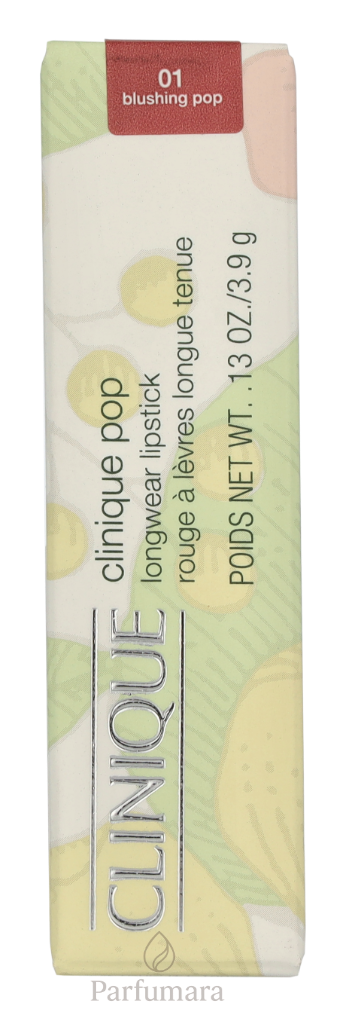 01
blushing pop
CLINIQUE
clinique pop
longwear lipstick
rouge à lèvres longue tenue
POIDS NET WT. .13 OZ./3.9 g
Parfumara